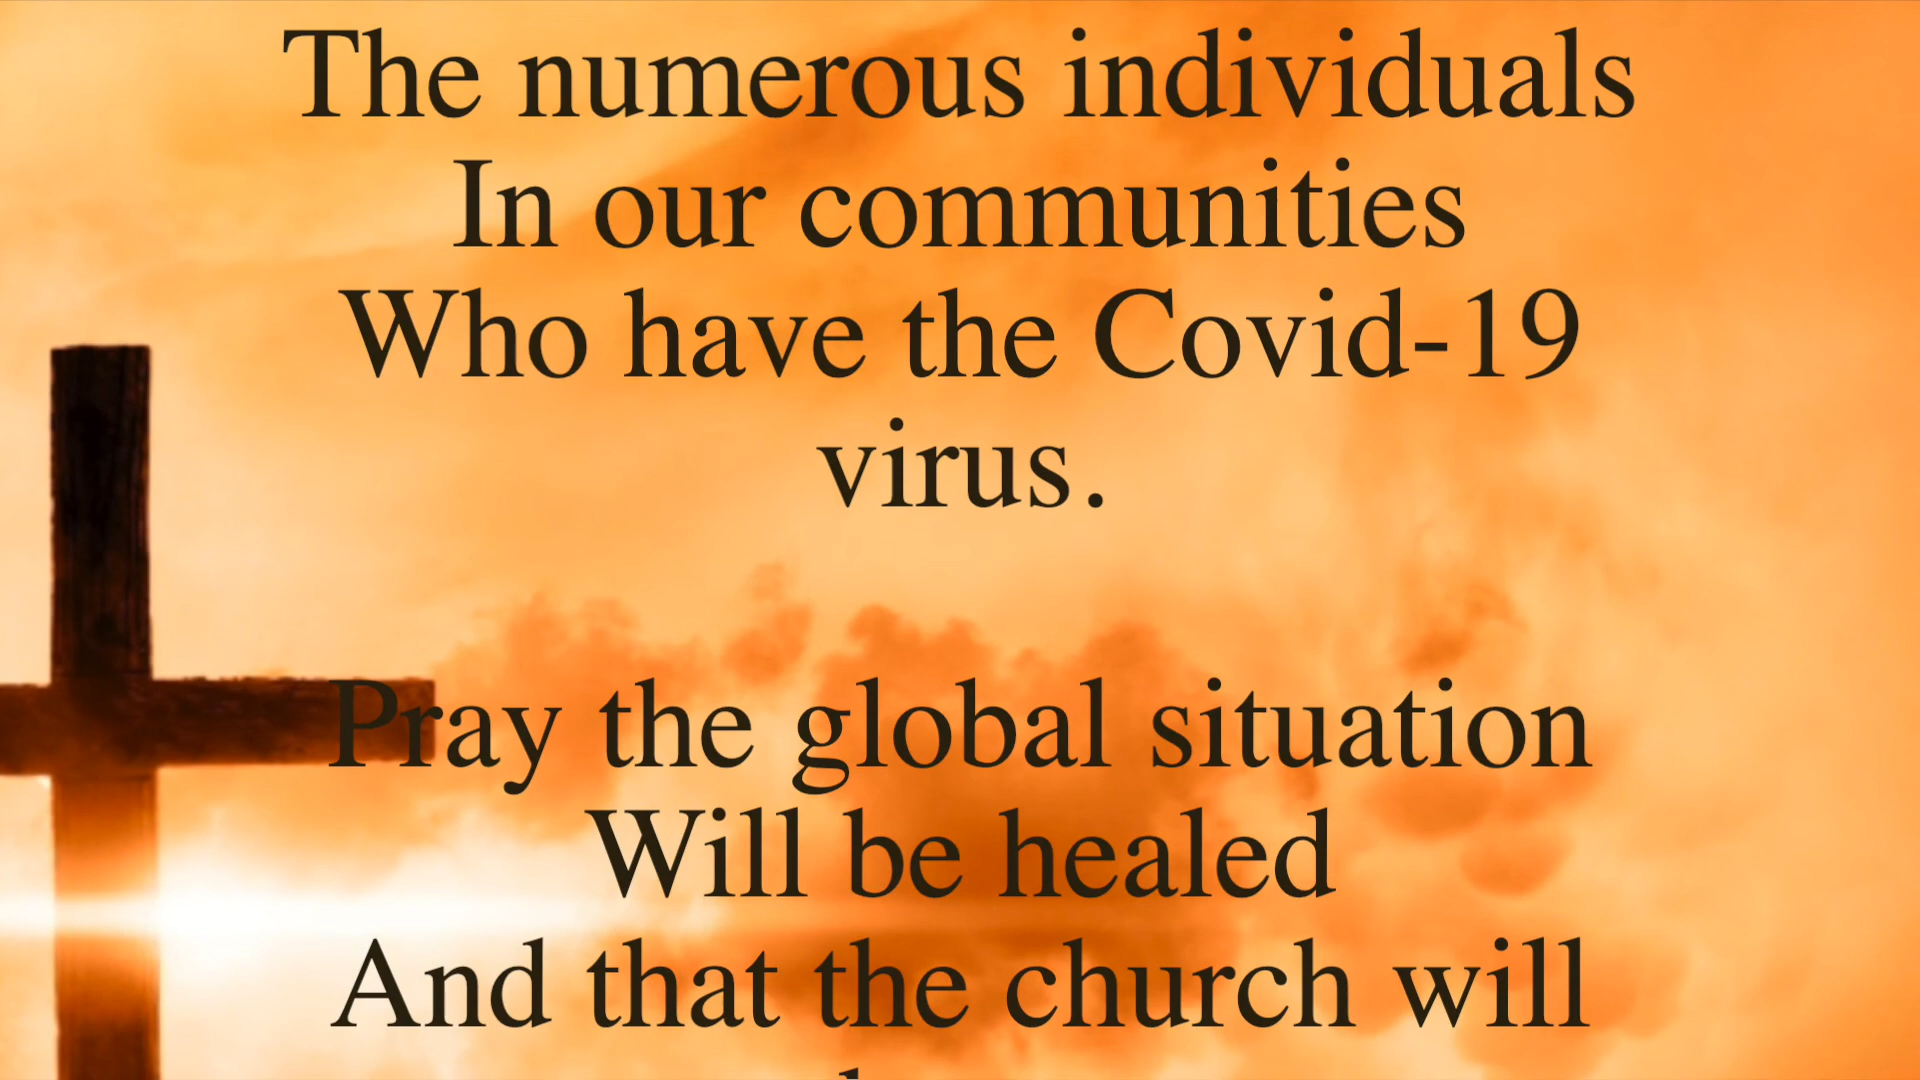 The numerous individuals
In our communities
Who have the Covid-19
virus.
Pray the global situation
Will be healed
And that the church will